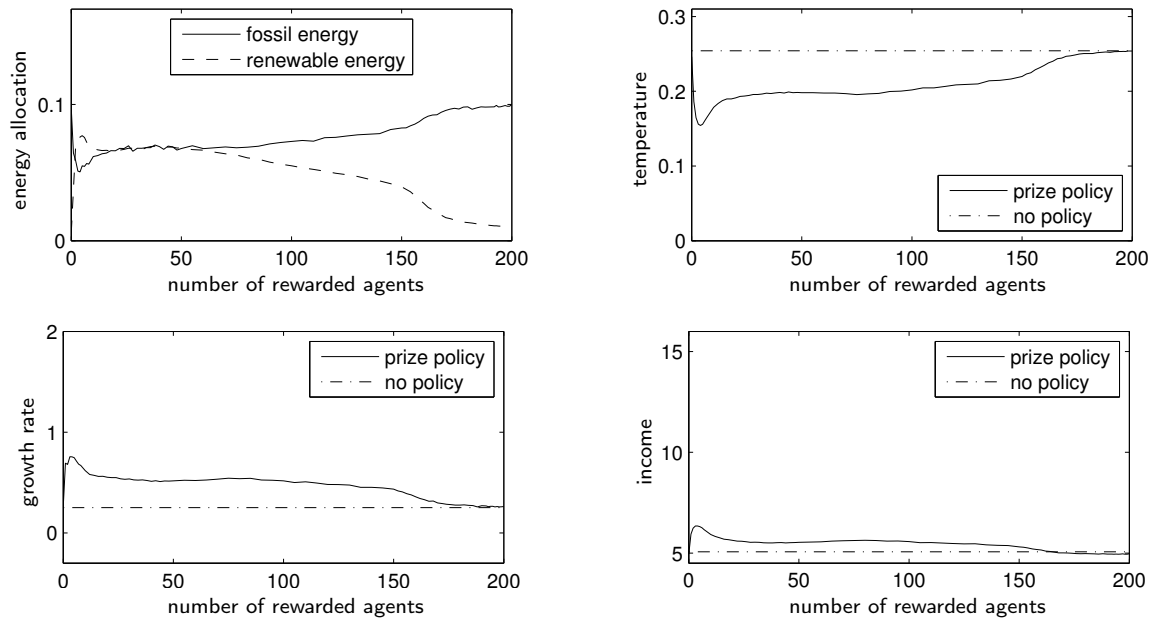 fossil energy
renewable energy
energy allocation
0.1
0
0
50
100
150
200
number of rewarded agents
0.3
0.2
0.1
0
temperature
prize policy
no policy
0
50
100
150
200
number of rewarded agents
2
1
0
growth rate
prize policy
no policy
0
50
100
150
200
number of rewarded agents
15
10
5
income
prize policy
no policy
0
50
100
150
200
number of rewarded agents